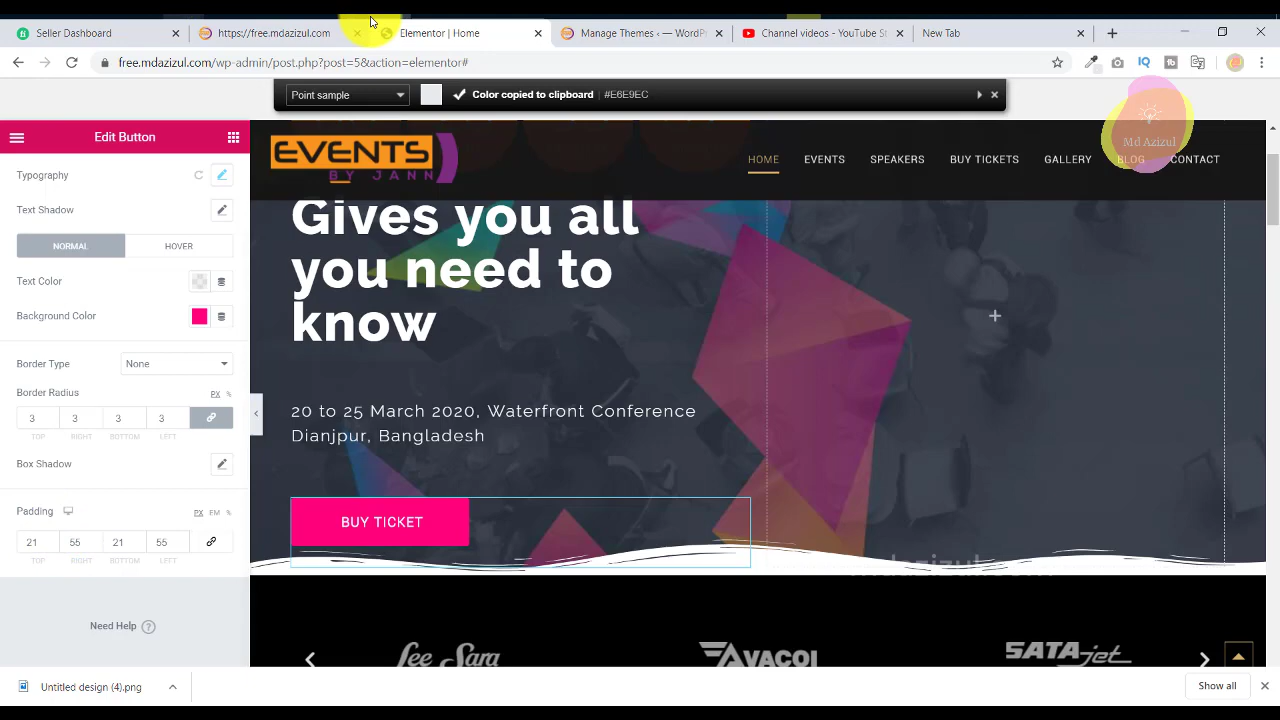 Seller Dashboard
https://free.mdazizul.com
Elementor | Home
Manage Themes ‹ — WordPr
Channel videos - YouTube St
New Tab
free.mdazizul.com/wp-admin/post.php?post=5&action=elementor#
Point sample
Color copied to clipboard
#E6E9EC
Md Azizul
Edit Button
EVENTS
BY JANN
HOME
EVENTS
SPEAKERS
BUY TICKETS
GALLERY
BLOG
CONTACT
Typography
Text Shadow
NORMAL
HOVER
Text Color
Background Color
Border Type
None
Border Radius
PX %
3 3 3 3
TOP RIGHT BOTTOM LEFT
Box Shadow
Padding
PX EM %
21 55 21 55
TOP RIGHT BOTTOM LEFT
Need Help
Gives you all
you need to
know
20 to 25 March 2020, Waterfront Conference
Dianjpur, Bangladesh
BUY TICKET
Lee Sara
AVACOI
SATAjet
Untitled design (4).png
Show all